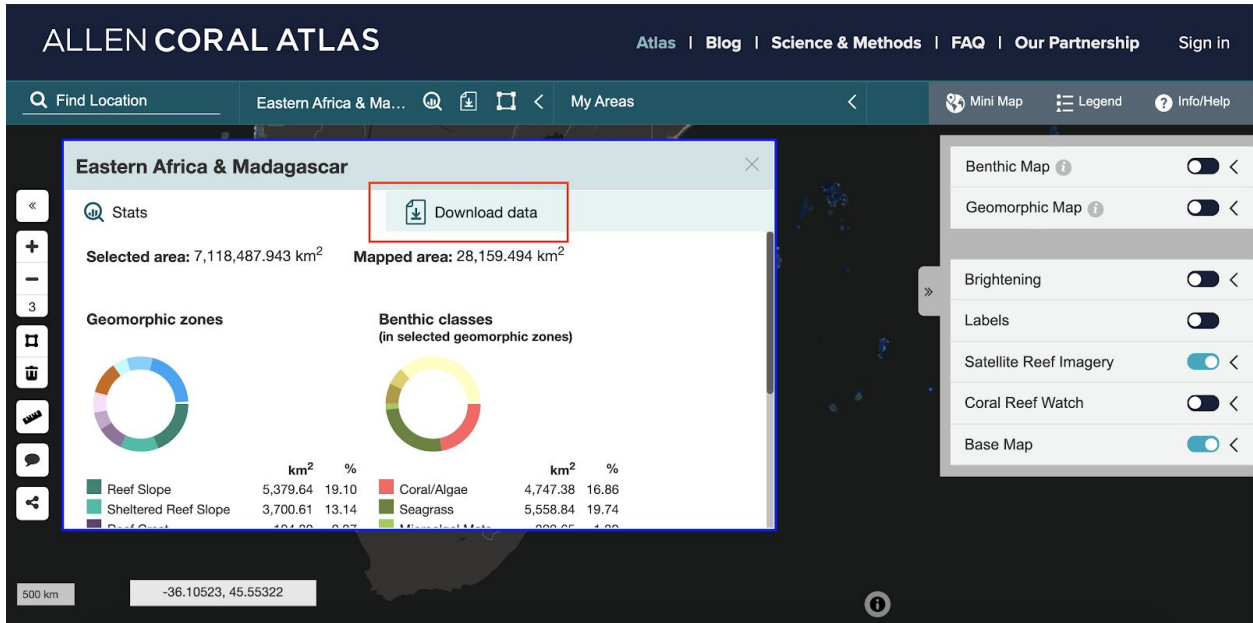 ALLEN CORAL ATLAS
Atlas | Blog | Science & Methods | FAQ | Our Partnership Sign in
Find Location Eastern Africa & Ma... My Areas Mini Map Legend Info/Help
Eastern Africa & Madagascar
Stats Download data
Selected area: 7,118,487.943 km² Mapped area: 28,159.494 km²
Geomorphic zones
km² %
Reef Slope 5,379.64 19.10
Sheltered Reef Slope 3,700.61 13.14
Benthic classes
(in selected geomorphic zones)
km² %
Coral/Algae 4,747.38 16.86
Seagrass 5,558.84 19.74
3
Benthic Map
Geomorphic Map
Brightening
Labels
Satellite Reef Imagery
Coral Reef Watch
Base Map
500 km
-36.10523, 45.55322